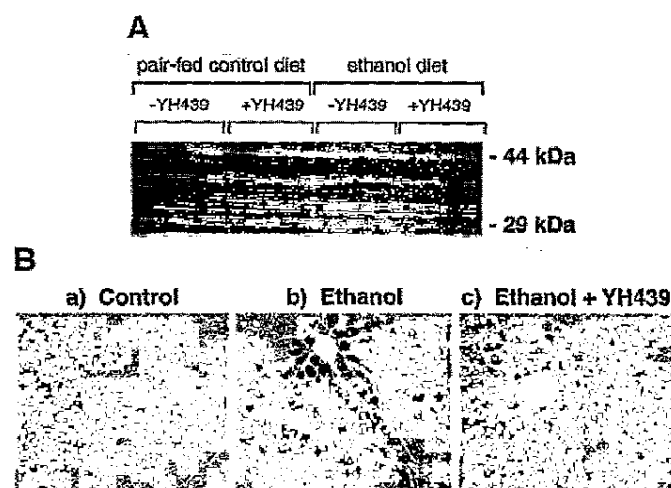 A
pair-fed control diet ethanol diet
-YH439 +YH439 -YH439 +YH439
- 44 kDa
- 29 kDa
B
a) Control b) Ethanol c) Ethanol + YH439